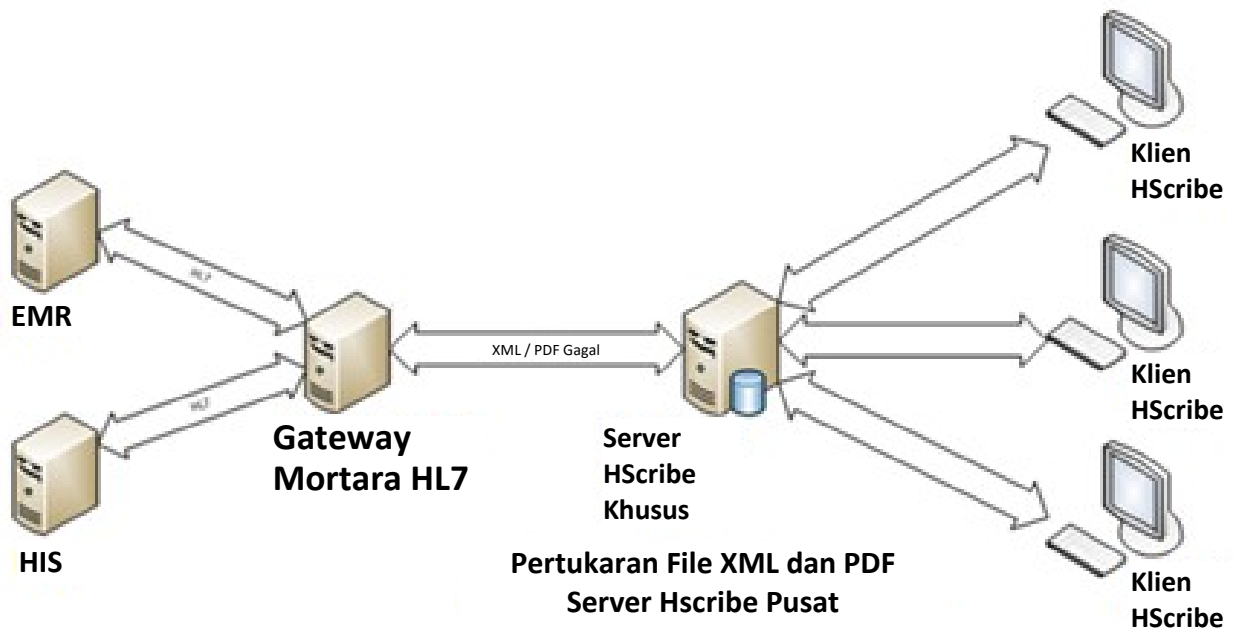 Klien
HScribe
EMR
HL7
HL7
XML / PDF Gagal
Gateway
Mortara HL7
HIS
Server
HScribe
Khusus
Klien
HScribe
Pertukaran File XML dan PDF
Server Hscribe Pusat
Klien
HScribe